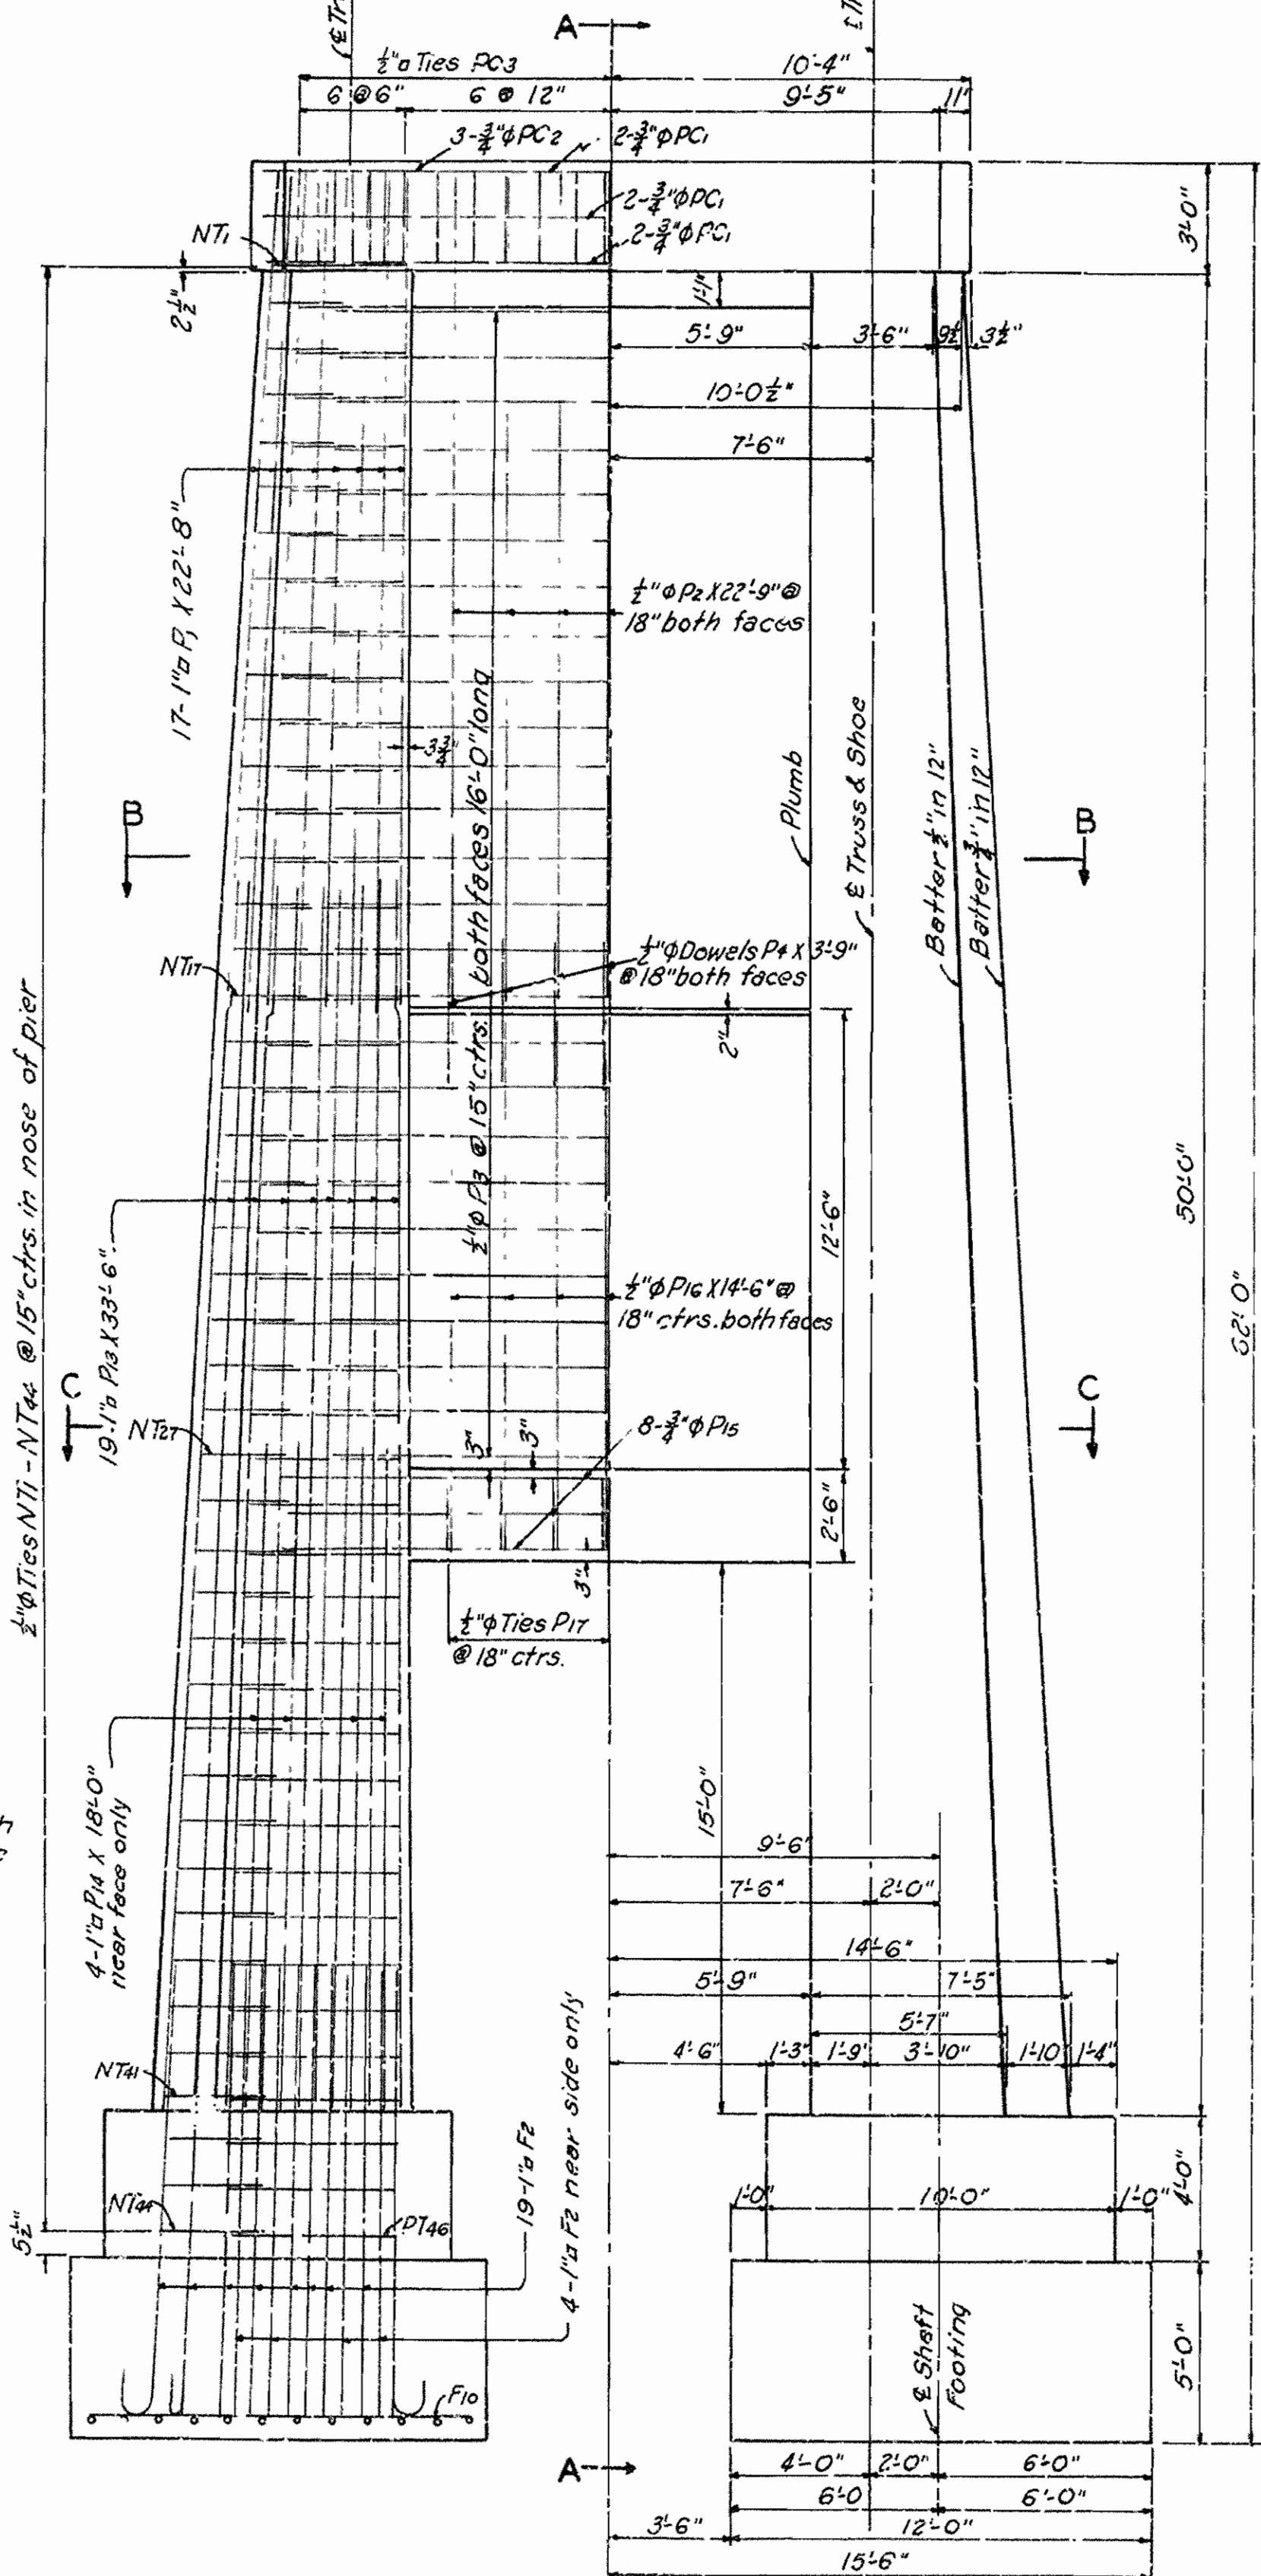 A
½"▫ Ties PC3
10'-4"
6 @ 6"
6 @ 12"
9'-5"
11"
3-¾"ϕPC2
2-¾"ϕPC1
2-¾"ϕPC1
2-¾"ϕPC1
NT1
3'-0"
2½"
1'-1"
5'-9"
3'-6"
9½
3½"
10'-0½"
7'-6"
17-1"▫ P1 X 22'-8"
½"ϕP2 X 22'-9" @
18" both faces
3¾"
½"ϕ P3 @ 15" ctrs. both faces 16'-0" long
Plumb
℄ Truss & Shoe
Batter ½" in 12"
Batter ¾" in 12"
B
B
½"ϕ Dowels P4 X 3'-9"
@ 18" both faces
NT17
2"
½"ϕ Ties NT1 - NT44 @ 15" ctrs. in nose of pier
12'-6"
50'-0"
62'-0"
19-1"▫ P13 X 33'-6"
½"ϕ P16 X 14'-6" @
18" ctrs. both faces
C
C
NT27
8-¾"ϕ P15
3"
3"
2'-6"
3"
½"ϕ Ties P17
@ 18" ctrs.
4-1"▫ P14 X 18'-0"
near face only
15'-0"
9'-6"
7'-6"
2'-0"
14'-6"
5'-9"
7'-5"
5'-7"
4'-6"
1'-3"
1'-9"
3'-10"
1'-10"
1'-4"
NT41
19-1"▫ F2
4-1"▫ F2 near side only
4'-0"
1'-0"
10'-0"
1'-0"
NT44
PT46
5½"
℄ Shaft
Footing
5'-0"
F10
A
4'-0"
2'-0"
6'-0"
6'-0
6'-0"
3'-6"
12'-0"
15'-6"